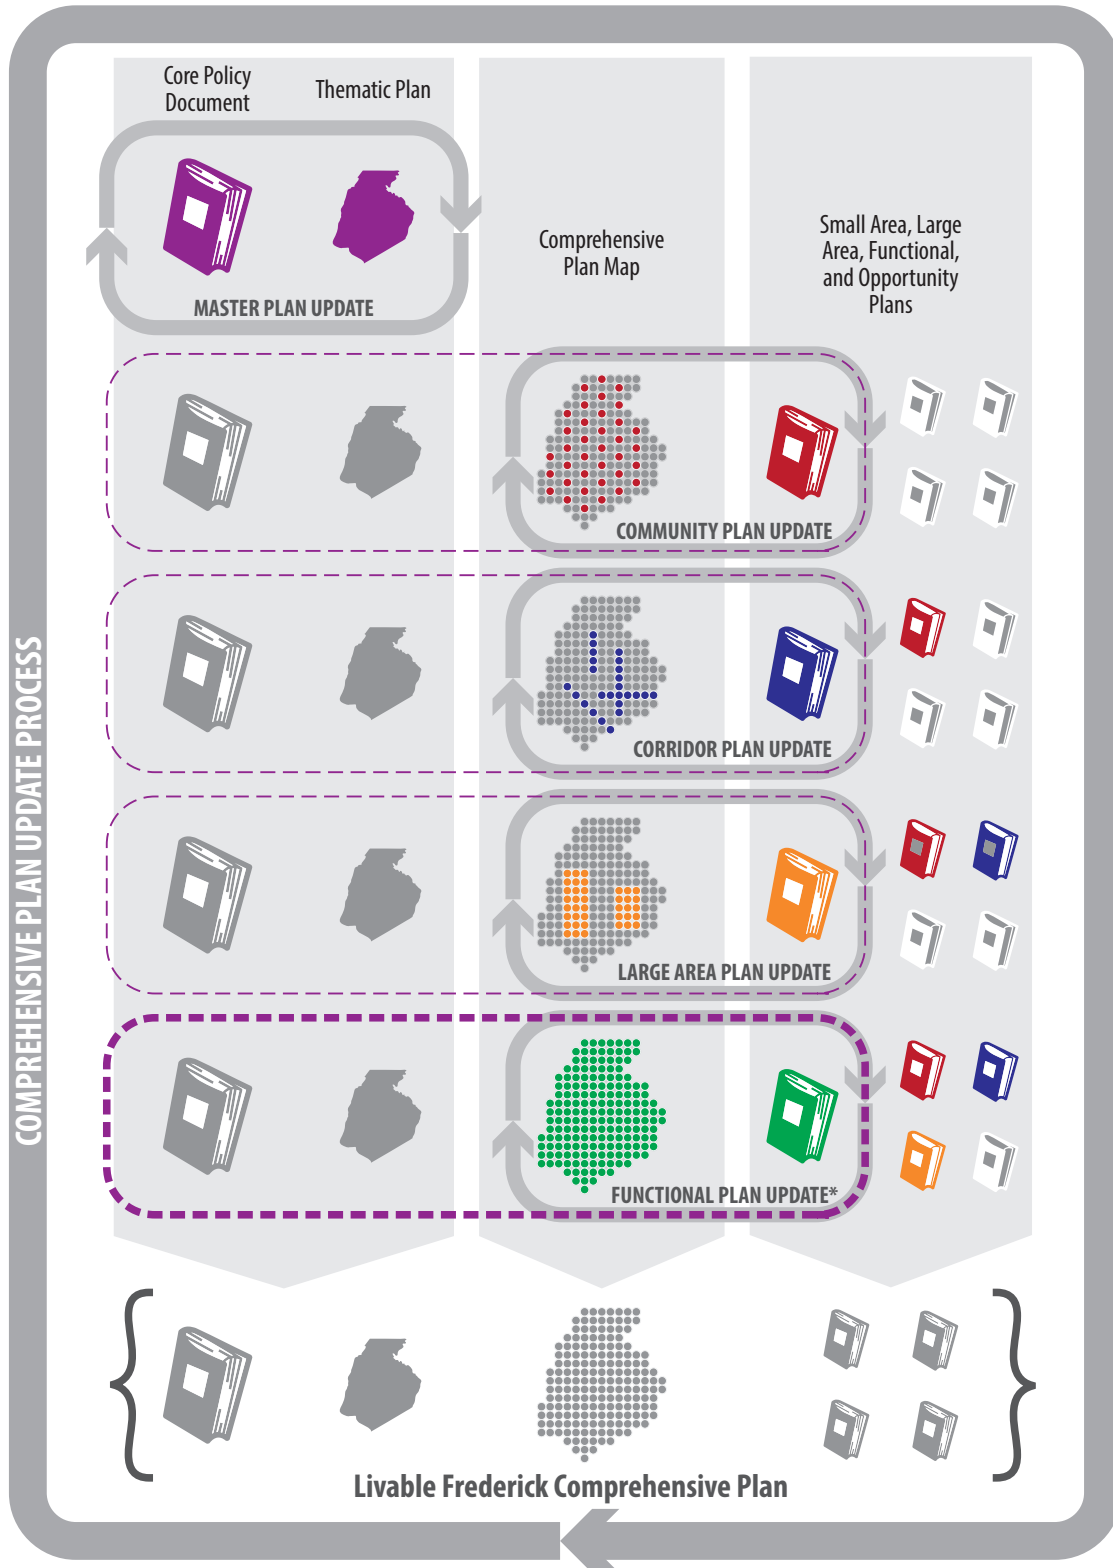 Core Policy
Document
Thematic Plan
MASTER PLAN UPDATE
Comprehensive
Plan Map
Small Area, Large
Area, Functional,
and Opportunity
Plans
COMMUNITY PLAN UPDATE
CORRIDOR PLAN UPDATE
LARGE AREA PLAN UPDATE
FUNCTIONAL PLAN UPDATE*
COMPREHENSIVE PLAN UPDATE PROCESS
Livable Frederick Comprehensive Plan